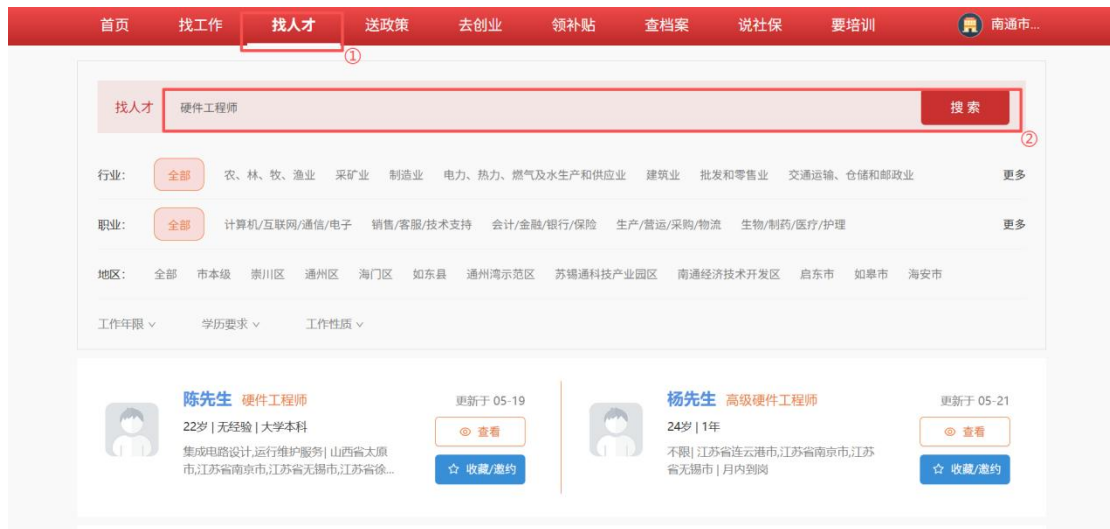 首页 找工作 找人才 送政策 去创业 领补贴 查档案 说社保 要培训 南通市...
①
找人才 硬件工程师 搜索
②
行业: 全部 农、林、牧、渔业 采矿业 制造业 电力、热力、燃气及水生产和供应业 建筑业 批发和零售业 交通运输、仓储和邮政业 更多
职业: 全部 计算机/互联网/通信/电子 销售/客服/技术支持 会计/金融/银行/保险 生产/营运/采购/物流 生物/制药/医疗/护理 更多
地区: 全部 市本级 崇川区 通州区 海门区 如东县 通州湾示范区 苏锡通科技产业园区 南通经济技术开发区 启东市 如皋市 海安市
工作年限 学历要求 工作性质
陈先生 硬件工程师 更新于 05-19
22岁 | 无经验 | 大学本科
查看
集成电路设计,运行维护服务| 山西省太原
市,江苏省南京市,江苏省无锡市,江苏省徐...
收藏/邀约
杨先生 高级硬件工程师 更新于 05-21
24岁 | 1年
查看
不限| 江苏省连云港市,江苏省南京市,江苏
省无锡市 | 月内到岗
收藏/邀约